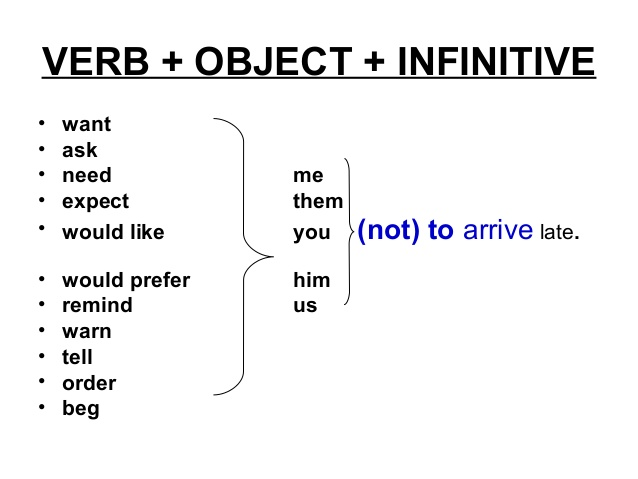 VERB + OBJECT + INFINITIVE
• want
• ask
• need me
• expect them
• would like you (not) to arrive late.
• would prefer him
• remind us
• warn
• tell
• order
• beg